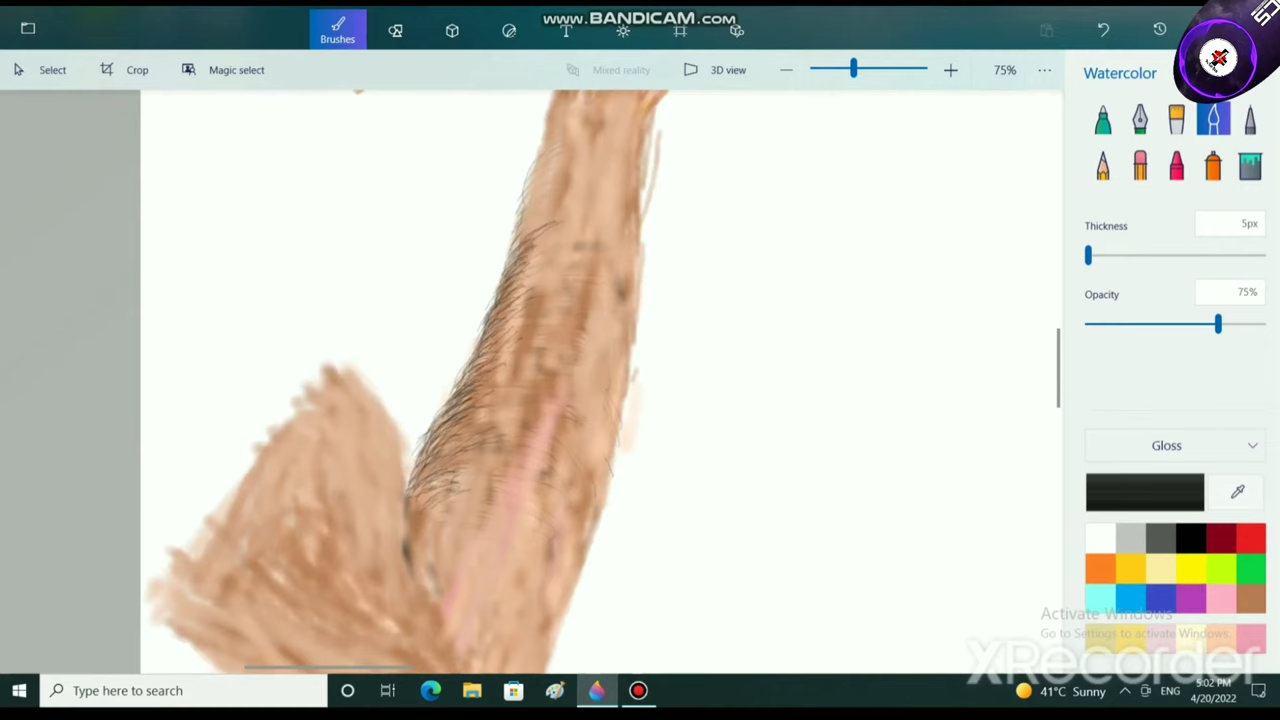 www.BANDICAM.com
Brushes
T
Select
Crop
Magic select
Mixed reality
3D view
75%
Watercolor
Thickness
5px
Opacity
75%
Gloss
Activate Windows
Go to Settings to activate Windows.
XRecorder
Type here to search
41°C Sunny
ENG
5:02 PM
4/20/2022